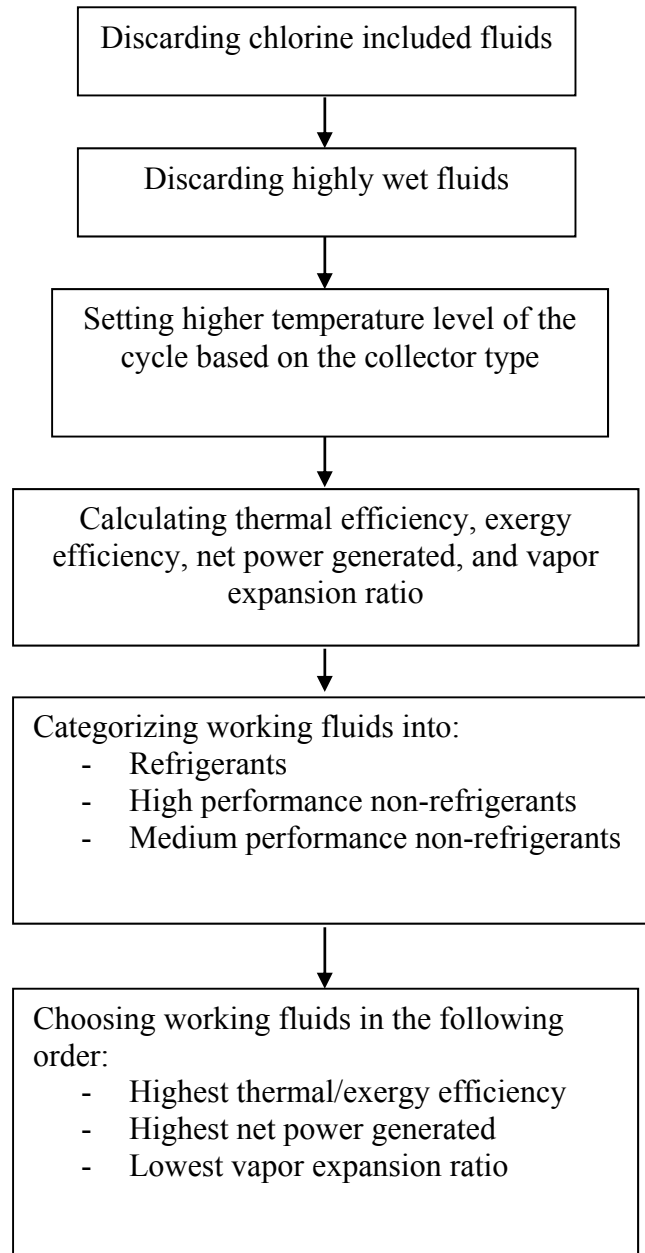 Discarding chlorine included fluids
Discarding highly wet fluids
Setting higher temperature level of the
cycle based on the collector type
Calculating thermal efficiency, exergy
efficiency, net power generated, and vapor
expansion ratio
Categorizing working fluids into:
- Refrigerants
- High performance non-refrigerants
- Medium performance non-refrigerants
Choosing working fluids in the following
order:
- Highest thermal/exergy efficiency
- Highest net power generated
- Lowest vapor expansion ratio